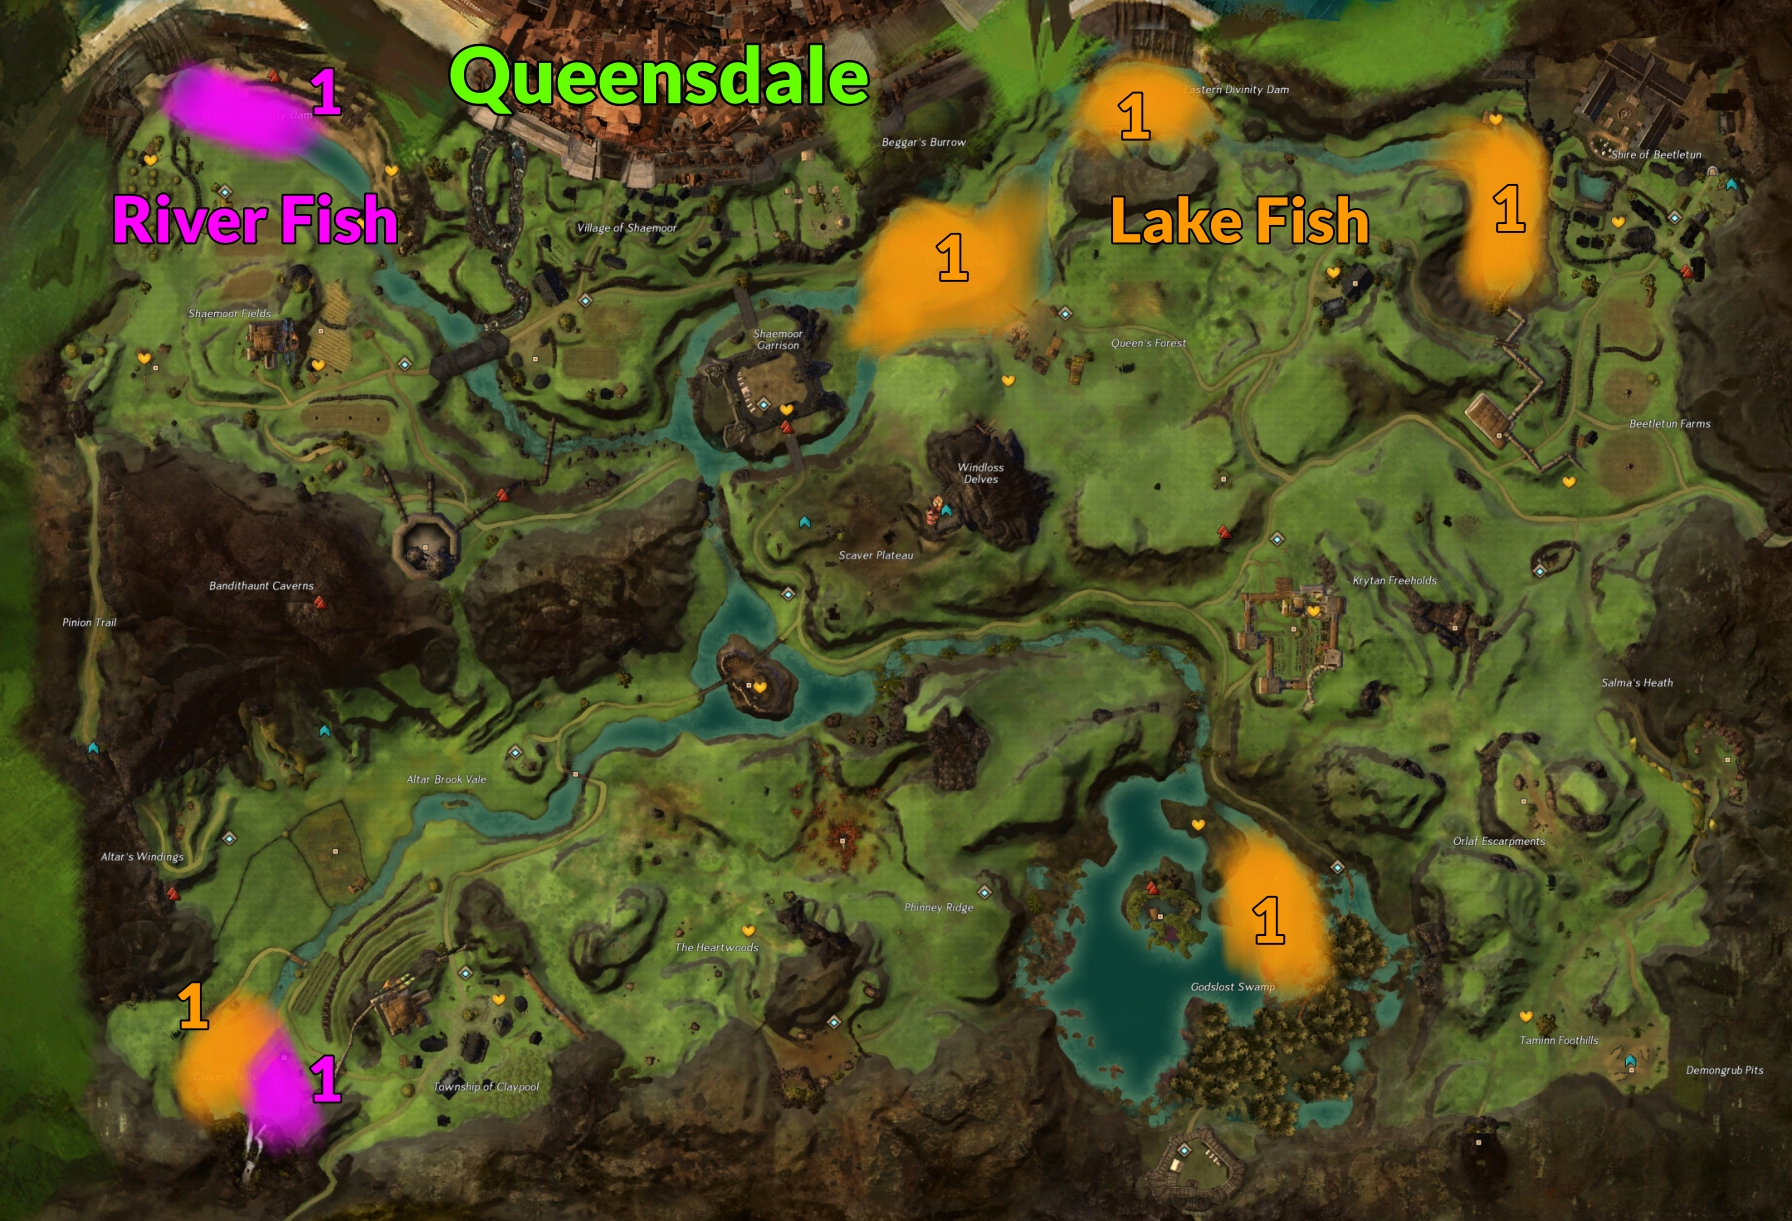 Queensdale
1
1
Eastern Divinity Dam
Beggar's Burrow
Shire of Beetletun
River Fish
Village of Shaemoor
Lake Fish
1
1
Shaemoor Fields
Shaemoor
Garrison
Queen's Forest
Beetletun Farms
Windloss
Delves
Scaver Plateau
Bandithaunt Caverns
Krytan Freeholds
Pinion Trail
Salma's Heath
Altar Brook Vale
Altar's Windings
Orlaf Escarpments
Phinney Ridge
1
The Heartwoods
Godslost Swamp
1
Taminn Foothills
Demongrub Pits
1
Township of Claypool